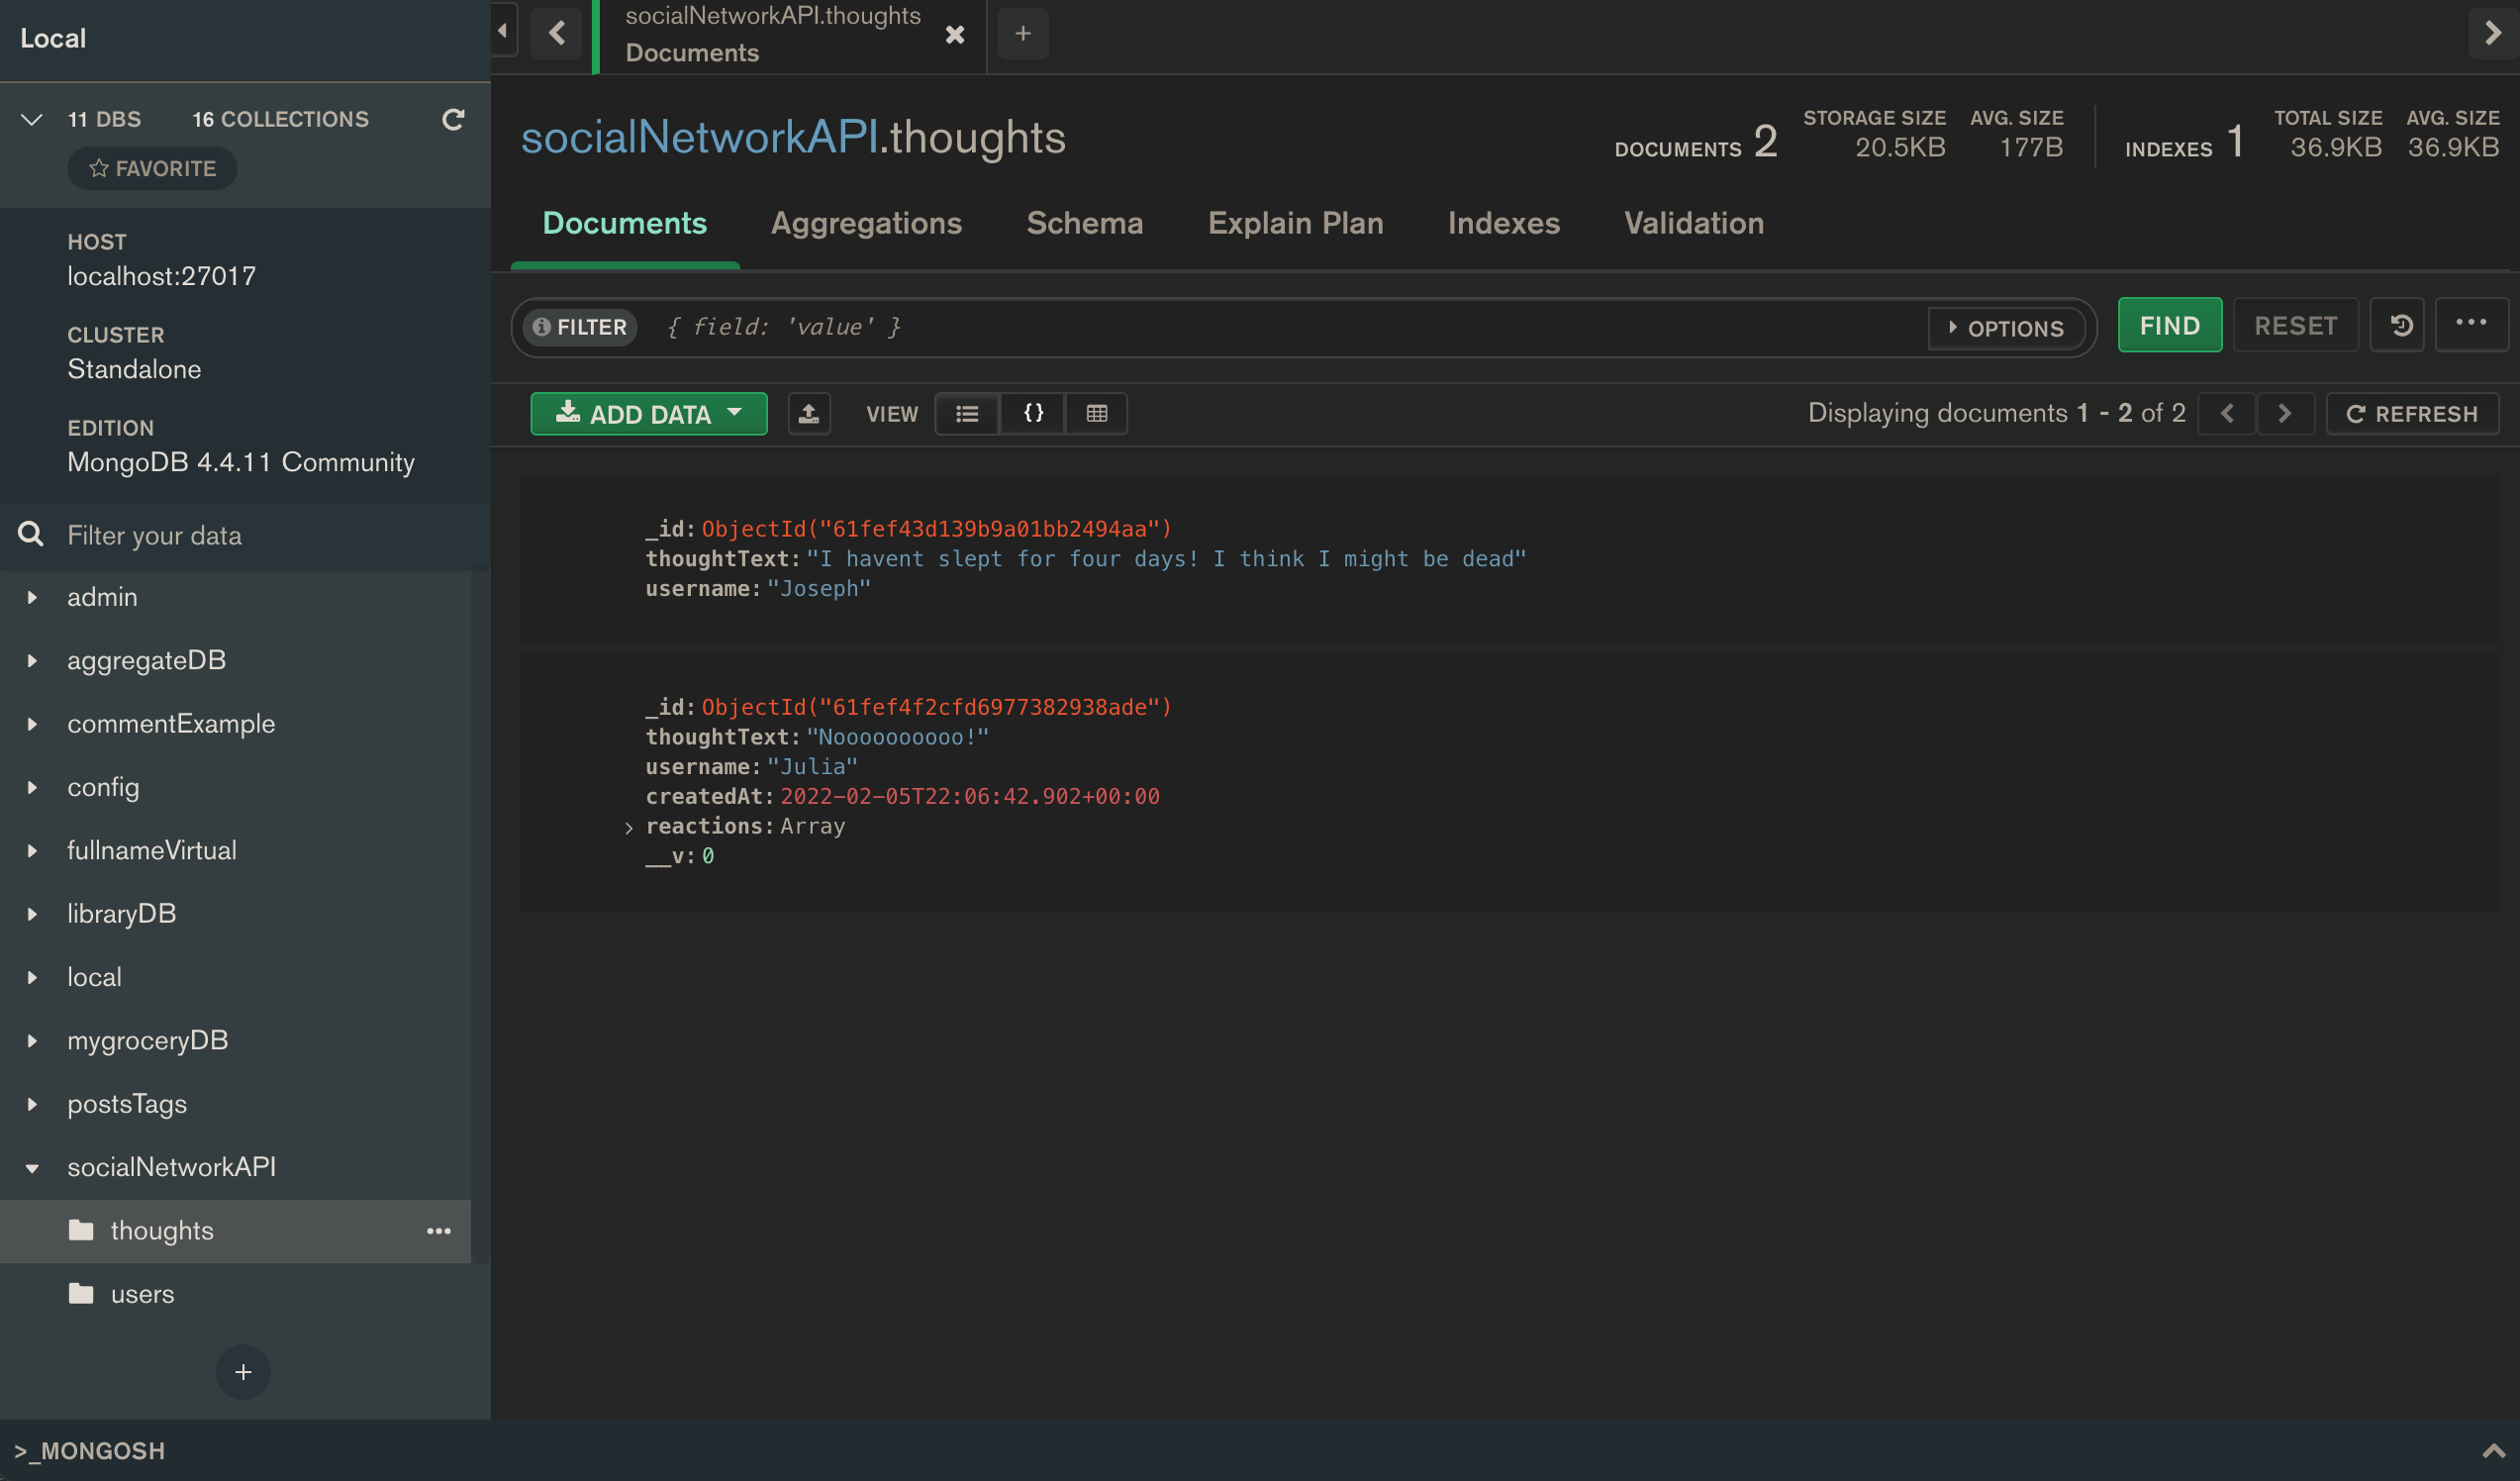 Local
11 DBS 16 COLLECTIONS
FAVORITE
HOST
localhost:27017
CLUSTER
Standalone
EDITION
MongoDB 4.4.11 Community
Filter your data
admin
aggregateDB
commentExample
config
fullnameVirtual
libraryDB
local
mygroceryDB
postsTags
socialNetworkAPI
thoughts
users
+
>_MONGOSH
socialNetworkAPI.thoughts
Documents
+
socialNetworkAPI.thoughts
DOCUMENTS 2 STORAGE SIZE 20.5KB AVG. SIZE 177B INDEXES 1 TOTAL SIZE 36.9KB AVG. SIZE 36.9KB
Documents Aggregations Schema Explain Plan Indexes Validation
FILTER { field: 'value' } OPTIONS FIND RESET
ADD DATA VIEW {} Displaying documents 1 - 2 of 2 REFRESH
_id: ObjectId("61fef43d139b9a01bb2494aa")
thoughtText: "I havent slept for four days! I think I might be dead"
username: "Joseph"
_id: ObjectId("61fef4f2cfd6977382938ade")
thoughtText: "Noooooooooo!"
username: "Julia"
createdAt: 2022-02-05T22:06:42.902+00:00
reactions: Array
__v: 0